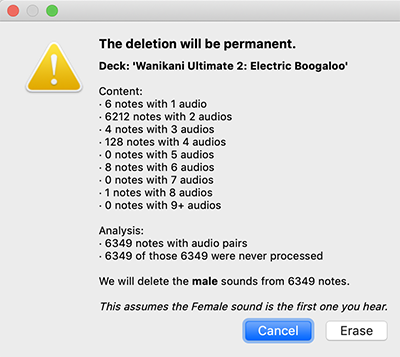 The deletion will be permanent.
Deck: 'Wanikani Ultimate 2: Electric Boogaloo'
Content:
· 6 notes with 1 audio
· 6212 notes with 2 audios
· 4 notes with 3 audios
· 128 notes with 4 audios
· 0 notes with 5 audios
· 8 notes with 6 audios
· 0 notes with 7 audios
· 1 notes with 8 audios
· 0 notes with 9+ audios
Analysis:
· 6349 notes with audio pairs
· 6349 of those 6349 were never processed
We will delete the male sounds from 6349 notes.
This assumes the Female sound is the first one you hear.
Cancel Erase